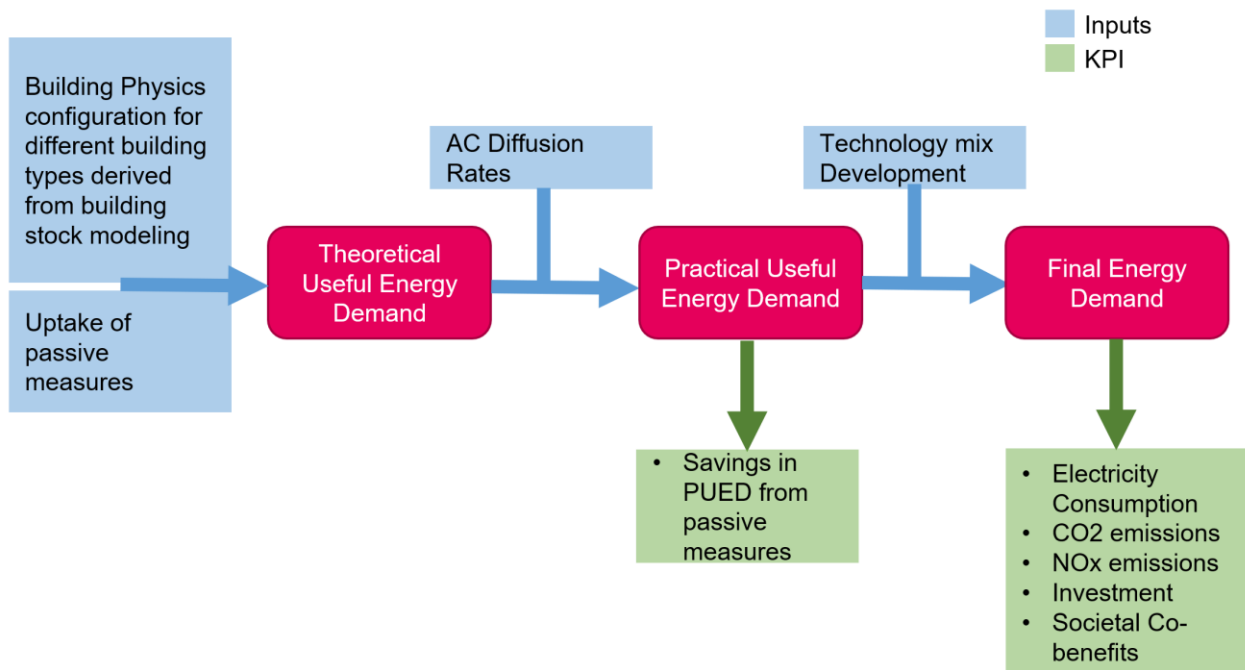 Inputs
KPI
Building Physics
configuration for
different building
types derived
from building
stock modeling
Uptake of
passive
measures
AC Diffusion
Rates
Technology mix
Development
Theoretical
Useful Energy
Demand
Practical Useful
Energy Demand
Final Energy
Demand
• Savings in
PUED from
passive
measures
• Electricity
Consumption
• CO2 emissions
• NOx emissions
• Investment
• Societal Co-
benefits